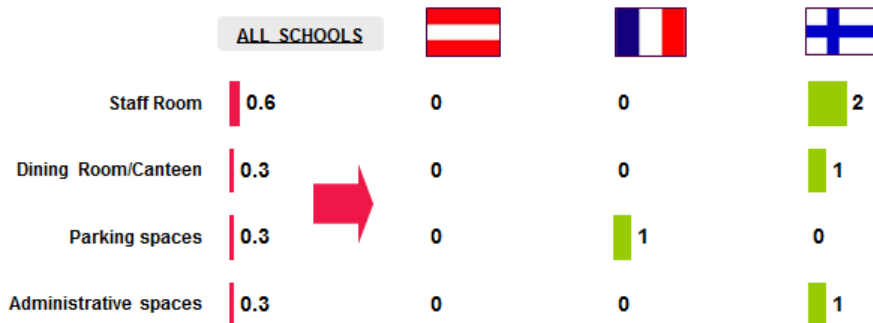 ALL SCHOOLS
Staff Room 0.6 0 0 2
Dining Room/Canteen 0.3 0 0 1
Parking spaces 0.3 0 1 0
Administrative spaces 0.3 0 0 1